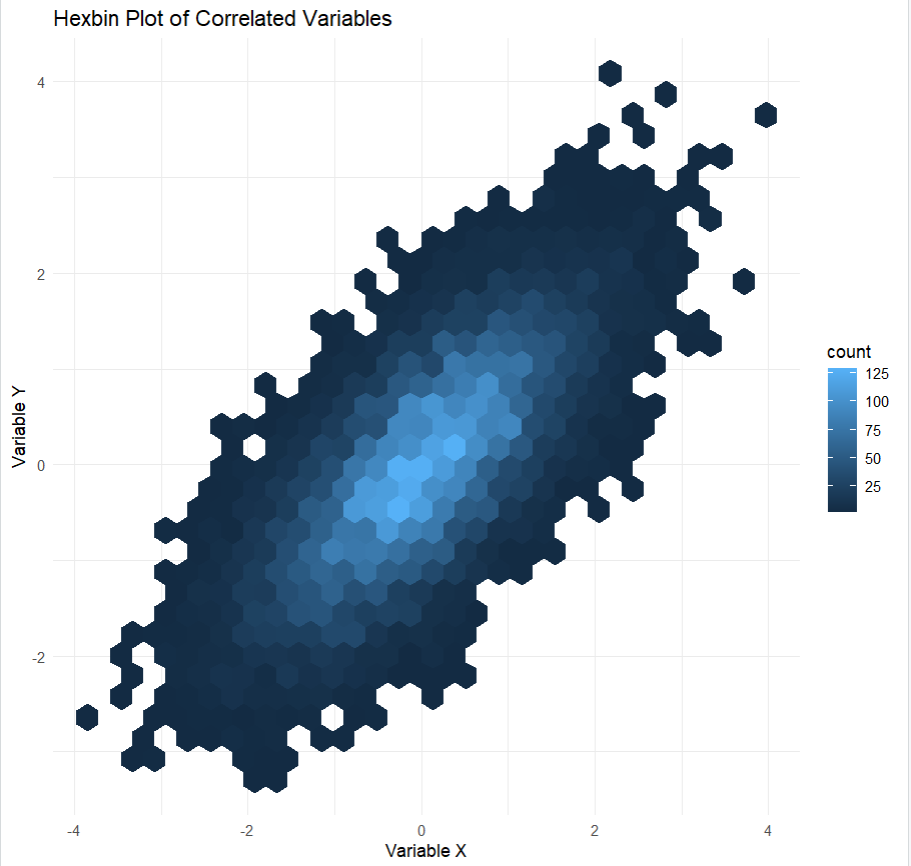 Hexbin Plot of Correlated Variables
4
2
0
-2
Variable Y
-4 -2 0 2 4
Variable X
count
125
100
75
50
25